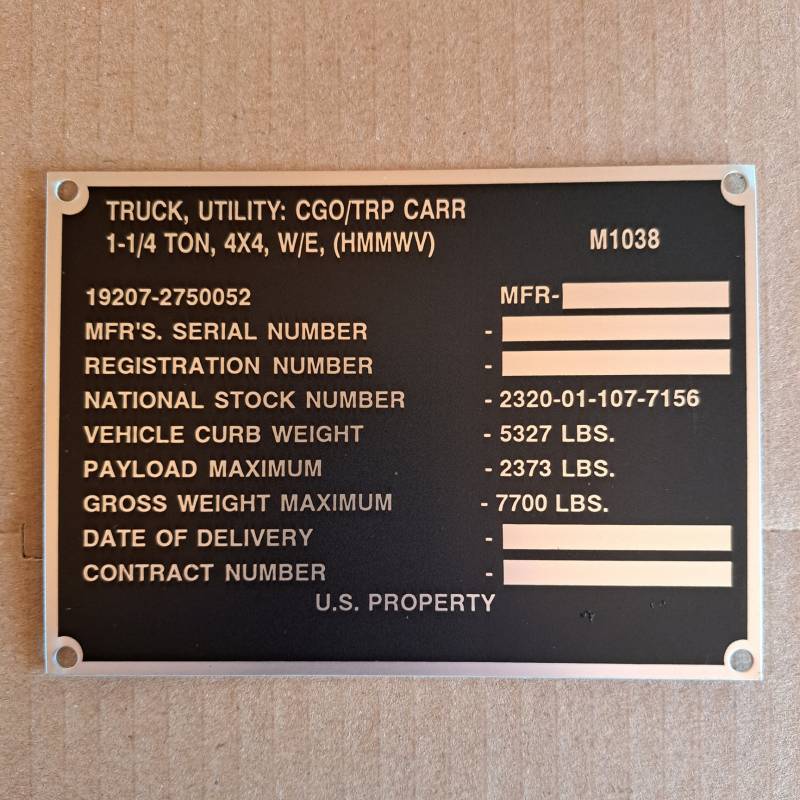 TRUCK, UTILITY: CGO/TRP CARR
1-1/4 TON, 4X4, W/E, (HMMWV) M1038
19207-2750052 MFR-
MFR'S. SERIAL NUMBER -
REGISTRATION NUMBER -
NATIONAL STOCK NUMBER - 2320-01-107-7156
VEHICLE CURB WEIGHT - 5327 LBS.
PAYLOAD MAXIMUM - 2373 LBS.
GROSS WEIGHT MAXIMUM - 7700 LBS.
DATE OF DELIVERY -
CONTRACT NUMBER -
U.S. PROPERTY